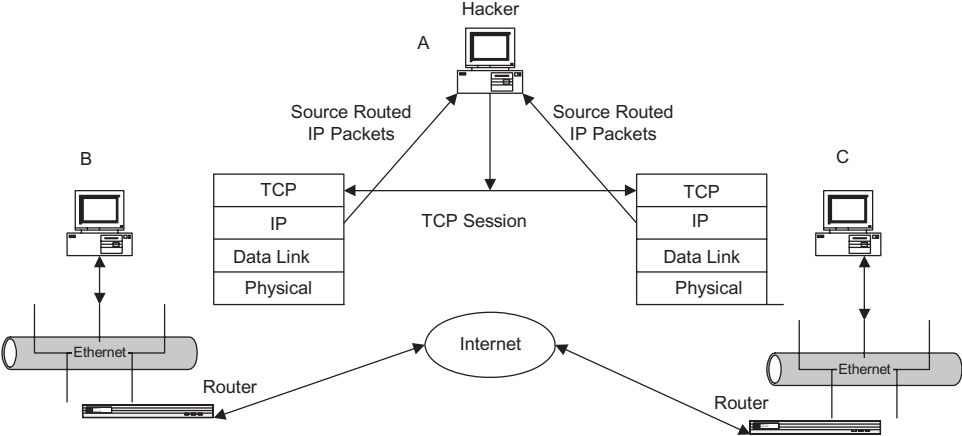 Hacker
A
Source Routed
IP Packets
Source Routed
IP Packets
B
C
TCP
IP
Data Link
Physical
TCP Session
TCP
IP
Data Link
Physical
Ethernet
Internet
Ethernet
Router
Router